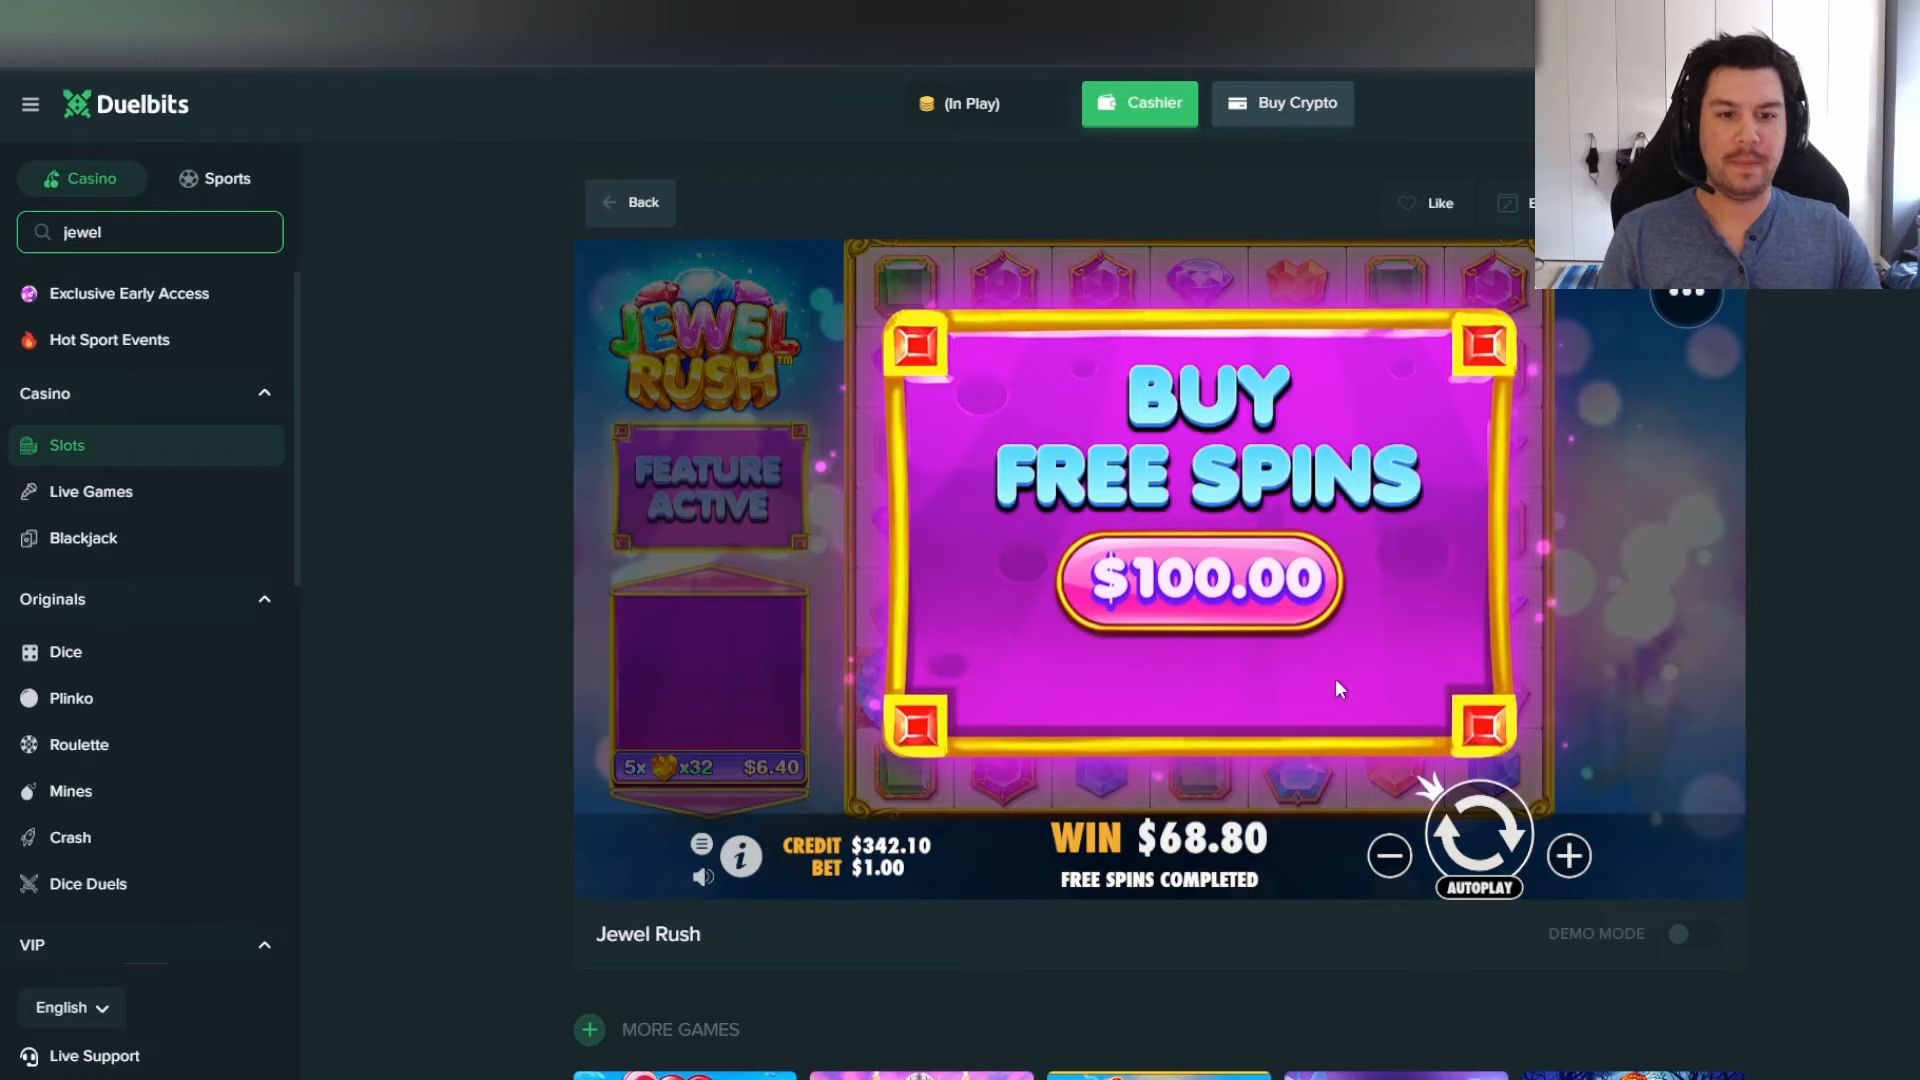 Duelbits
(In Play)
Cashier
Buy Crypto
Casino
Sports
jewel
Exclusive Early Access
Hot Sport Events
Casino
Slots
Live Games
Blackjack
Originals
Dice
Plinko
Roulette
Mines
Crash
Dice Duels
VIP
English
Live Support
Back
Like
E
JEWEL
RUSH™
FEATURE
ACTIVE
5x x32 $6.40
BUY
FREE SPINS
$100.00
CREDIT $342.10
BET $1.00
WIN $68.80
FREE SPINS COMPLETED
AUTOPLAY
Jewel Rush
DEMO MODE
MORE GAMES